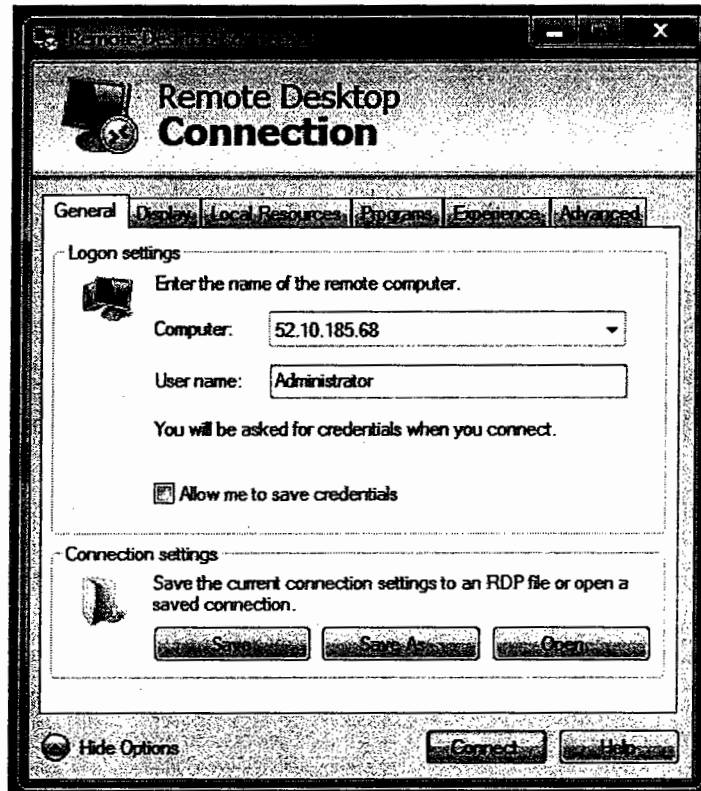 Remote Desktop Connection
Remote Desktop
Connection
General Display Local Resources Programs Experience Advanced
Logon settings
Enter the name of the remote computer.
Computer: 52.10.185.68
User name: Administrator
You will be asked for credentials when you connect.
Allow me to save credentials
Connection settings
Save the current connection settings to an RDP file or open a
saved connection.
Save Save As... Open...
Hide Options Connect Help